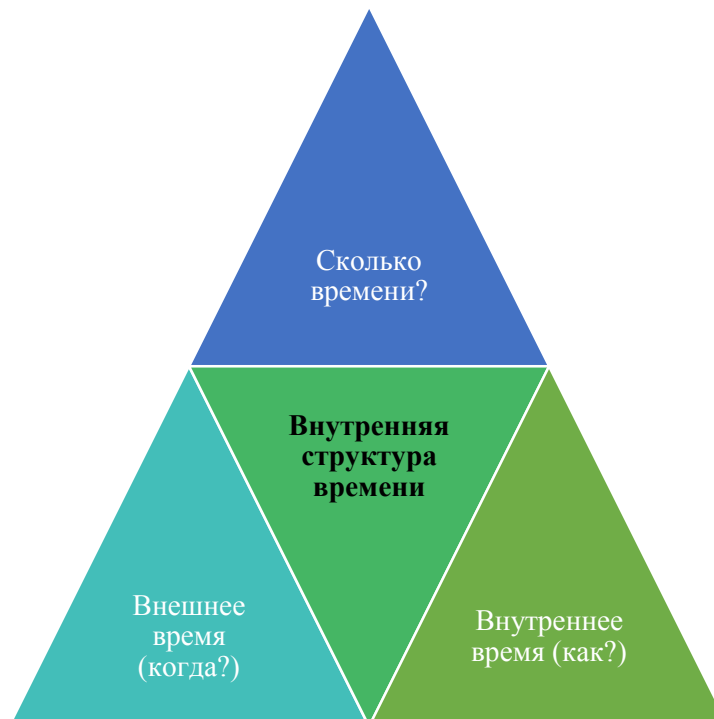 Сколько
времени?
Внутренняя
структура
времени
Внешнее
время
(когда?)
Внутреннее
время (как?)